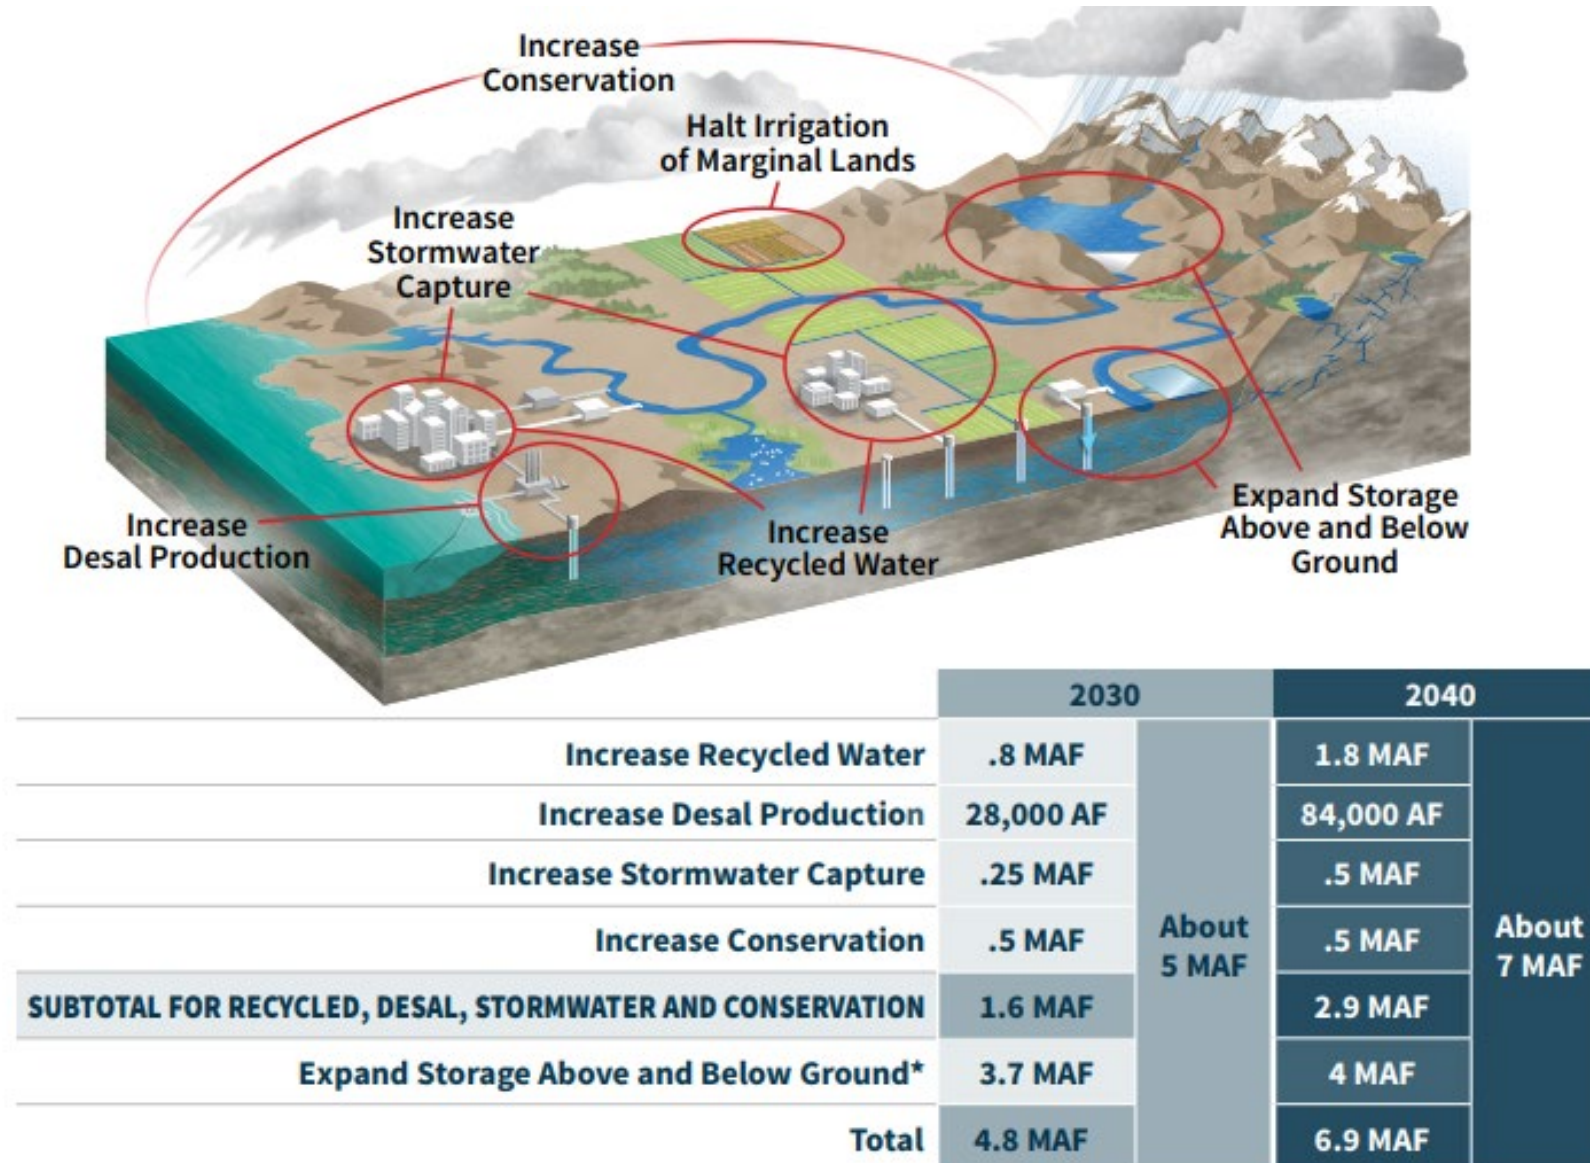 Increase
Conservation
Halt Irrigation
of Marginal Lands
Increase
Stormwater
Capture
Increase
Desal Production
Increase
Recycled Water
Expand Storage
Above and Below
Ground
2030 2040
Increase Recycled Water .8 MAF 1.8 MAF
Increase Desal Production 28,000 AF 84,000 AF
Increase Stormwater Capture .25 MAF .5 MAF
Increase Conservation .5 MAF .5 MAF
About
5 MAF
About
7 MAF
SUBTOTAL FOR RECYCLED, DESAL, STORMWATER AND CONSERVATION 1.6 MAF 2.9 MAF
Expand Storage Above and Below Ground* 3.7 MAF 4 MAF
Total 4.8 MAF 6.9 MAF